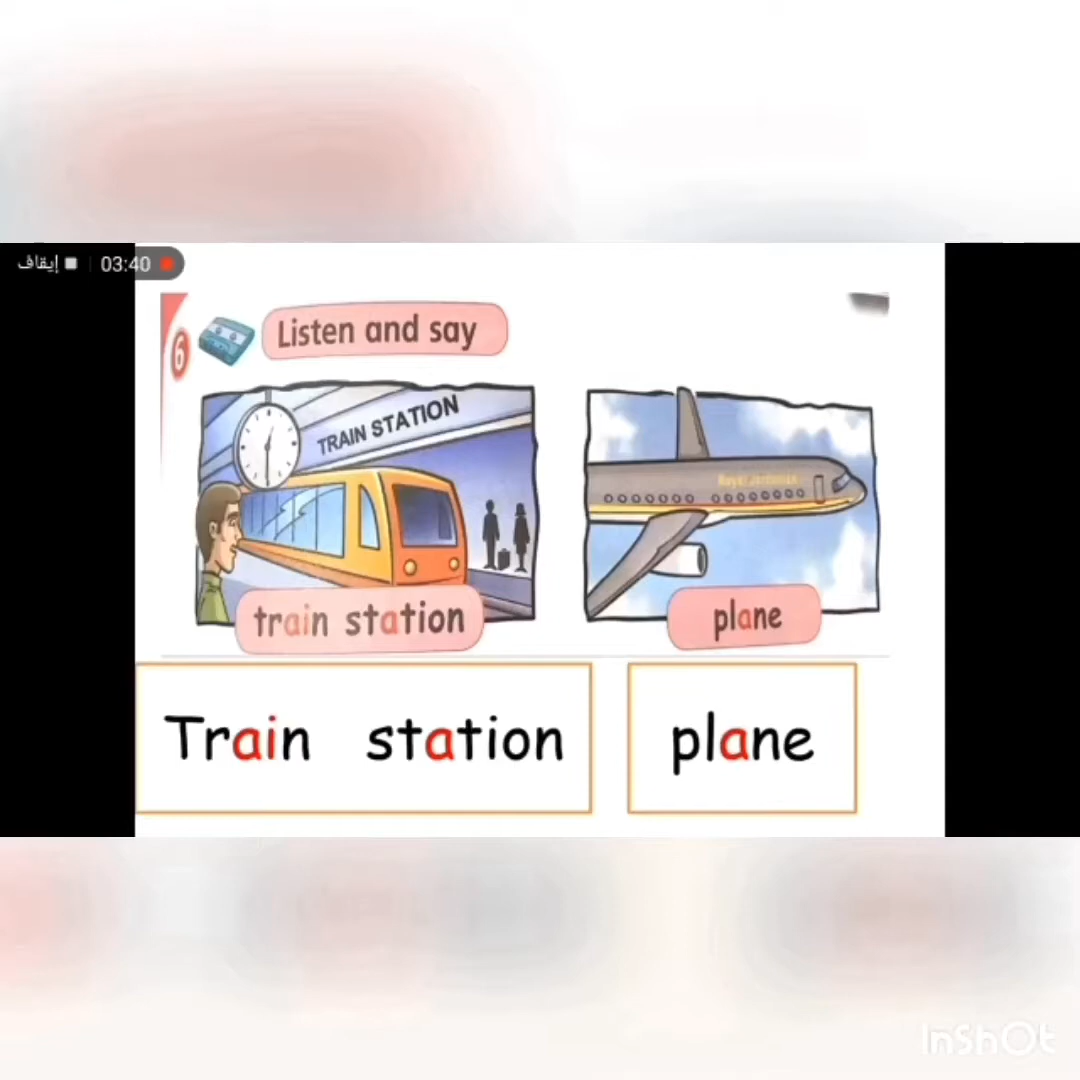 إيقاف
03:40
Listen and say
6
TRAIN STATION
train station
plane
Train station
plane
InShOt